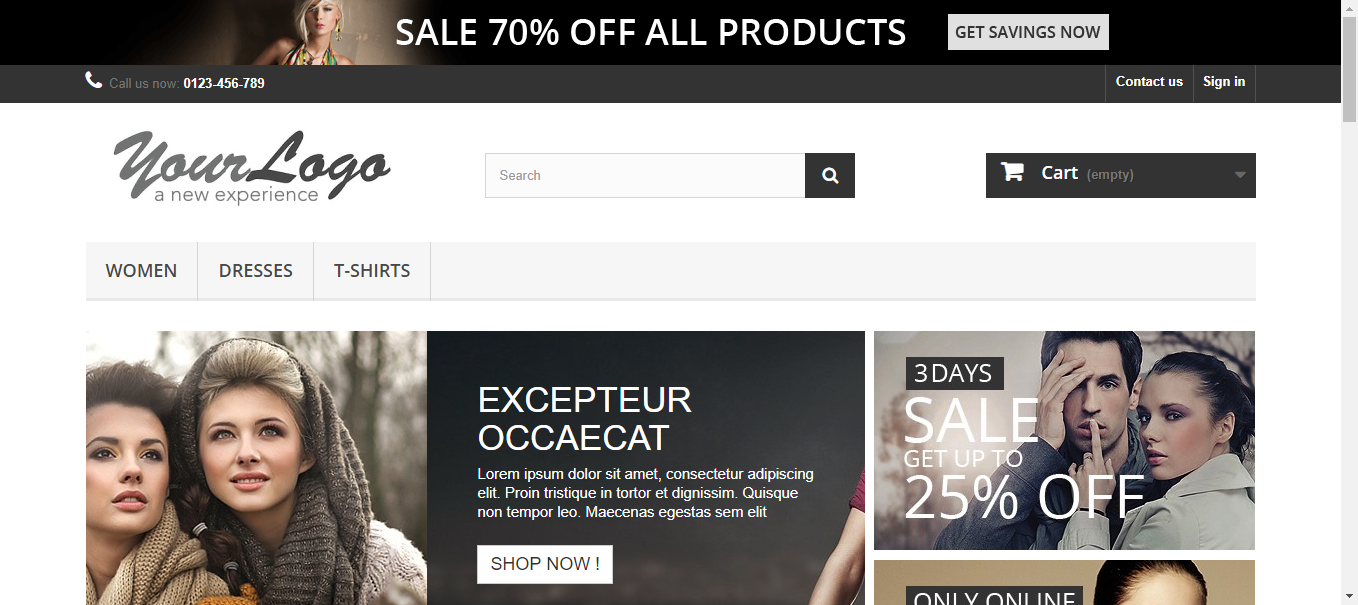 SALE 70% OFF ALL PRODUCTS
GET SAVINGS NOW
Call us now: 0123-456-789
Contact us
Sign in
YourLogo
a new experience
Search
Cart (empty)
WOMEN
DRESSES
T-SHIRTS
EXCEPTEUR
OCCAECAT
Lorem ipsum dolor sit amet, consectetur adipiscing
elit. Proin tristique in tortor et dignissim. Quisque
non tempor leo. Maecenas egestas sem elit
SHOP NOW !
3DAYS
SALE
GET UP TO
25% OFF
ONLY ONLINE